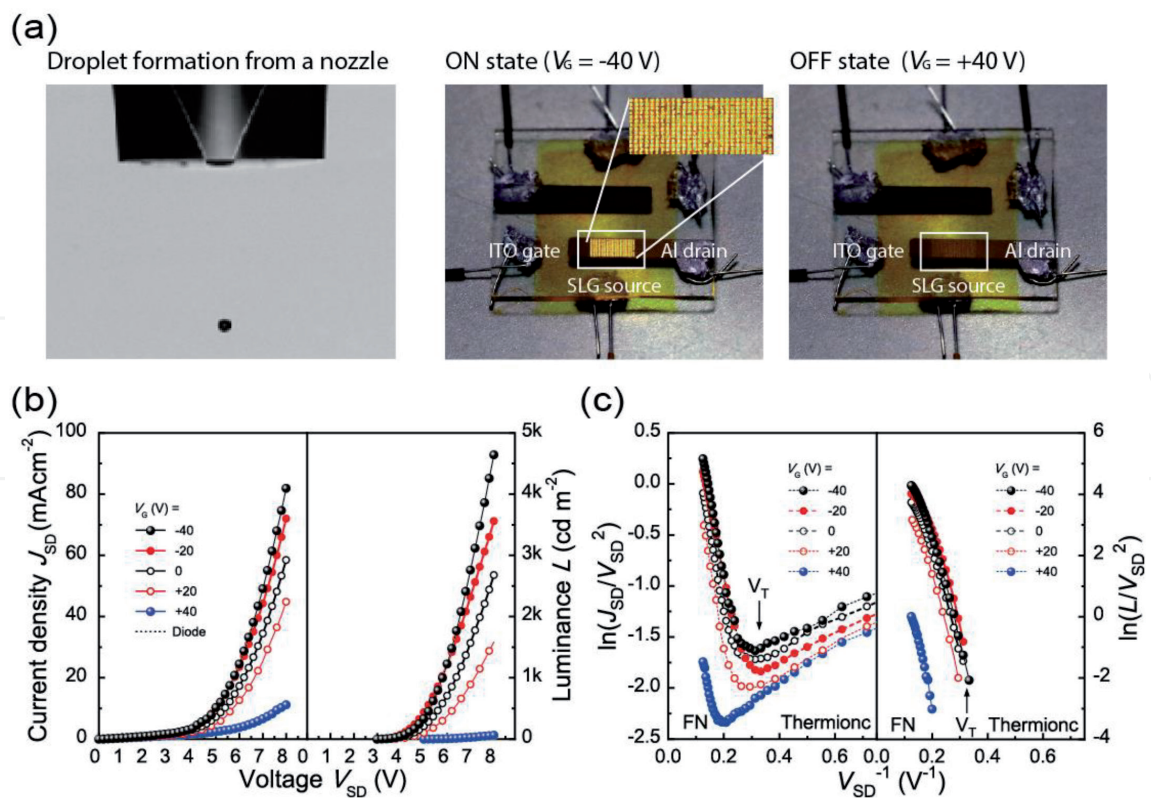 (a)
Droplet formation from a nozzle
ON state (VG = -40 V)
OFF state (VG = +40 V)
ITO gate
Al drain
SLG source
ITO gate
Al drain
SLG source
(b)
Current density JSD (mAcm-2)
100
80
60
40
20
0
VG (V) =
-40
-20
0
+20
+40
Diode
0 1 2 3 4 5 6 7 8
0 1 2 3 4 5 6 7 8
Voltage VSD (V)
5k
4k
3k
2k
1k
0
Luminance L (cd m-2)
(c)
ln(JSD/VSD2)
0.5
0.0
-0.5
-1.0
-1.5
-2.0
-2.5
VG (V) =
-40
-20
0
+20
+40
VT
FN
Thermionc
0.0 0.2 0.4 0.6
VG (V) =
-40
-20
0
+20
+40
FN
VT
Thermionc
0.0 0.2 0.4 0.6
VSD-1 (V-1)
6
4
2
0
-2
-4
ln(L/VSD2)